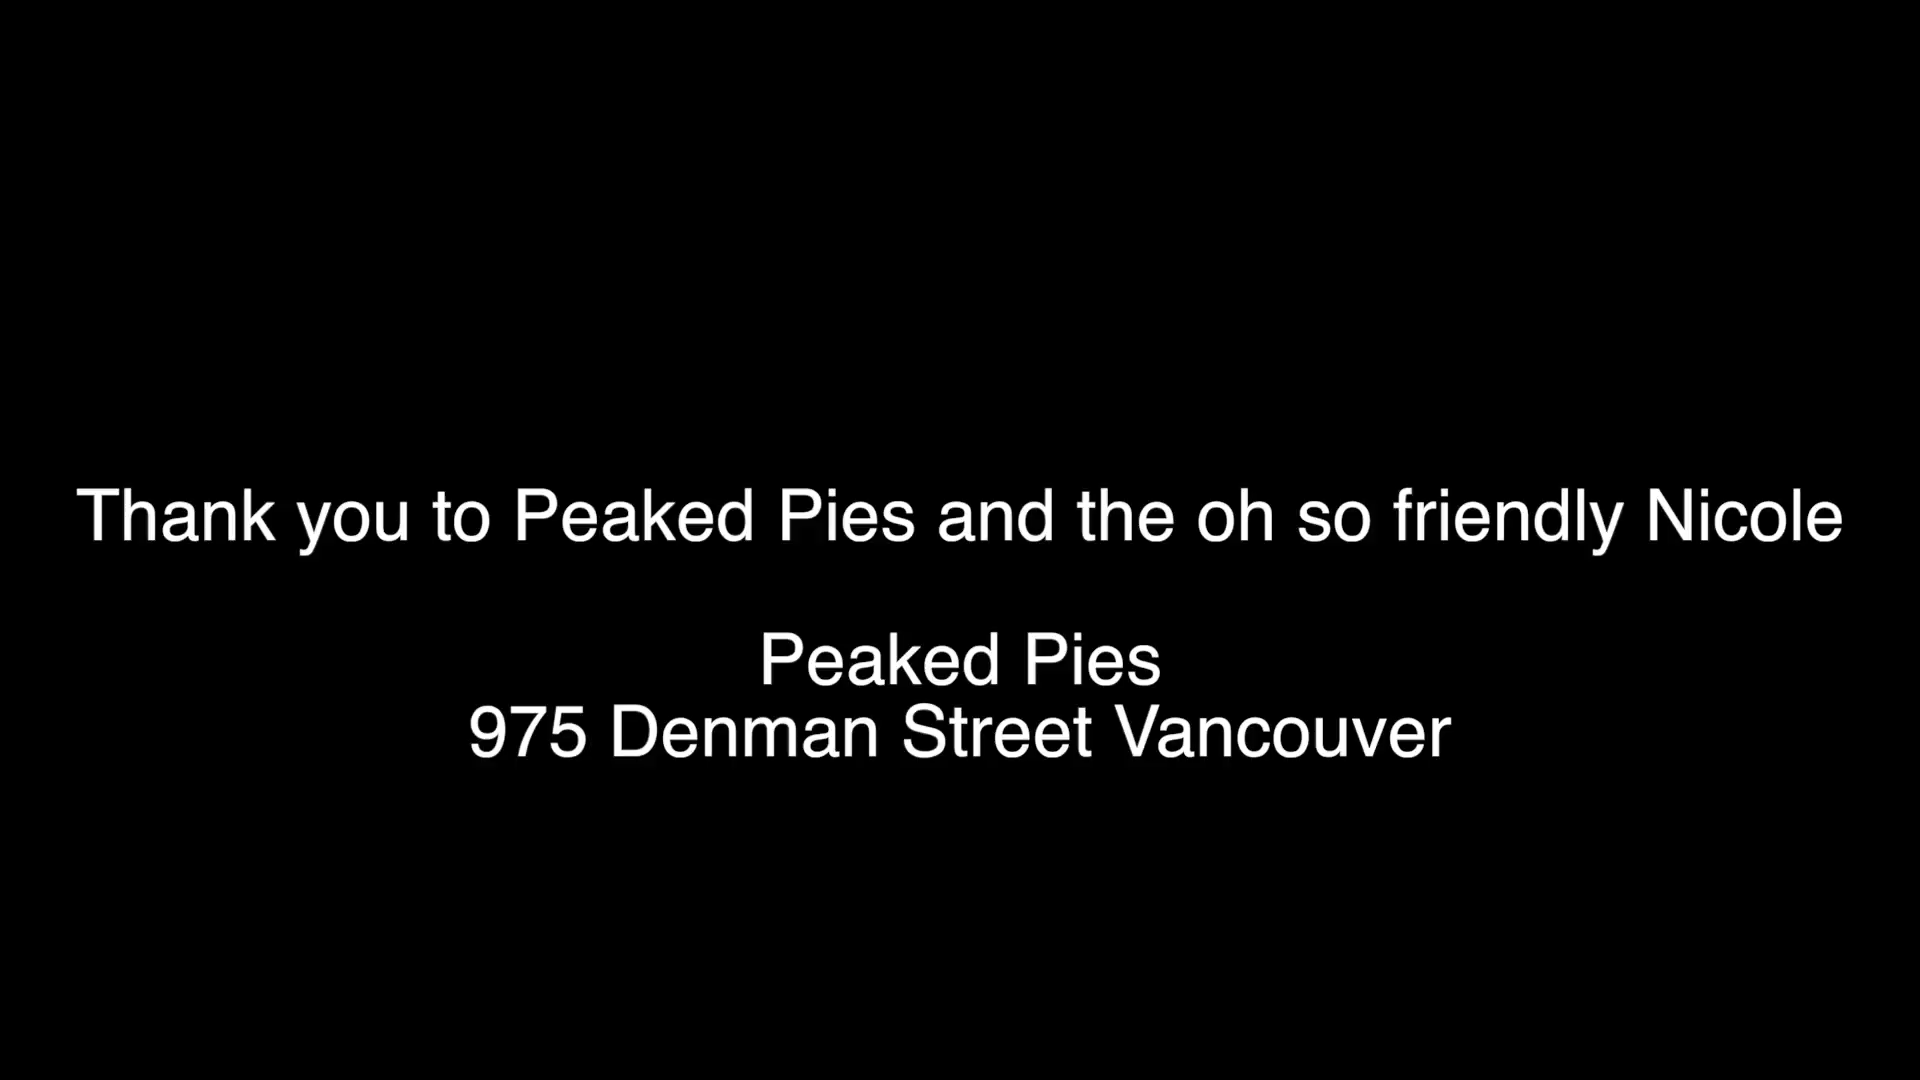 Thank you to Peaked Pies and the oh so friendly Nicole
Peaked Pies
975 Denman Street Vancouver